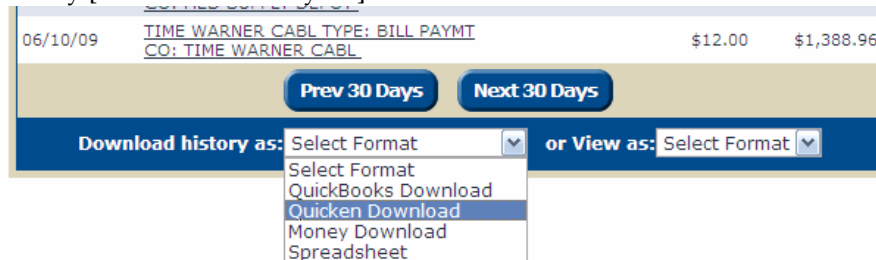 06/10/09 TIME WARNER CABL TYPE: BILL PAYMT $12.00 $1,388.96
CO: TIME WARNER CABL
Prev 30 Days Next 30 Days
Download history as: Select Format or View as: Select Format
Select Format
QuickBooks Download
Quicken Download
Money Download
Spreadsheet